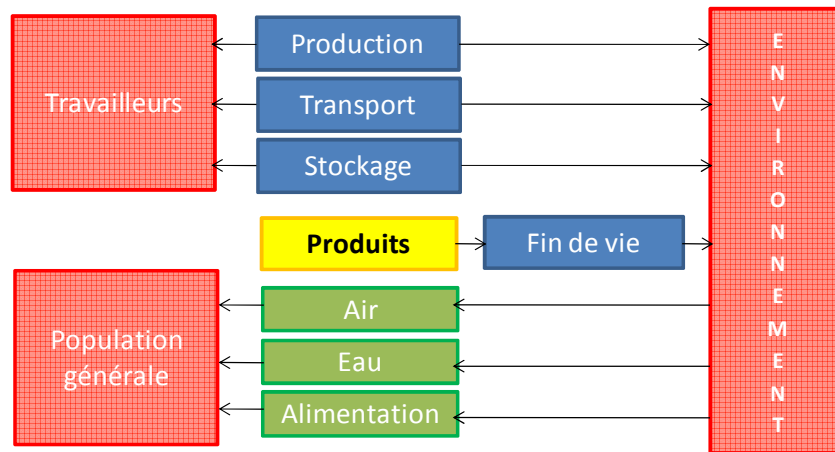 Production
Travailleurs
Transport
Stockage
Produits
Fin de vie
Air
Population
générale
Eau
Alimentation
E
N
V
I
R
O
N
N
E
M
E
N
T